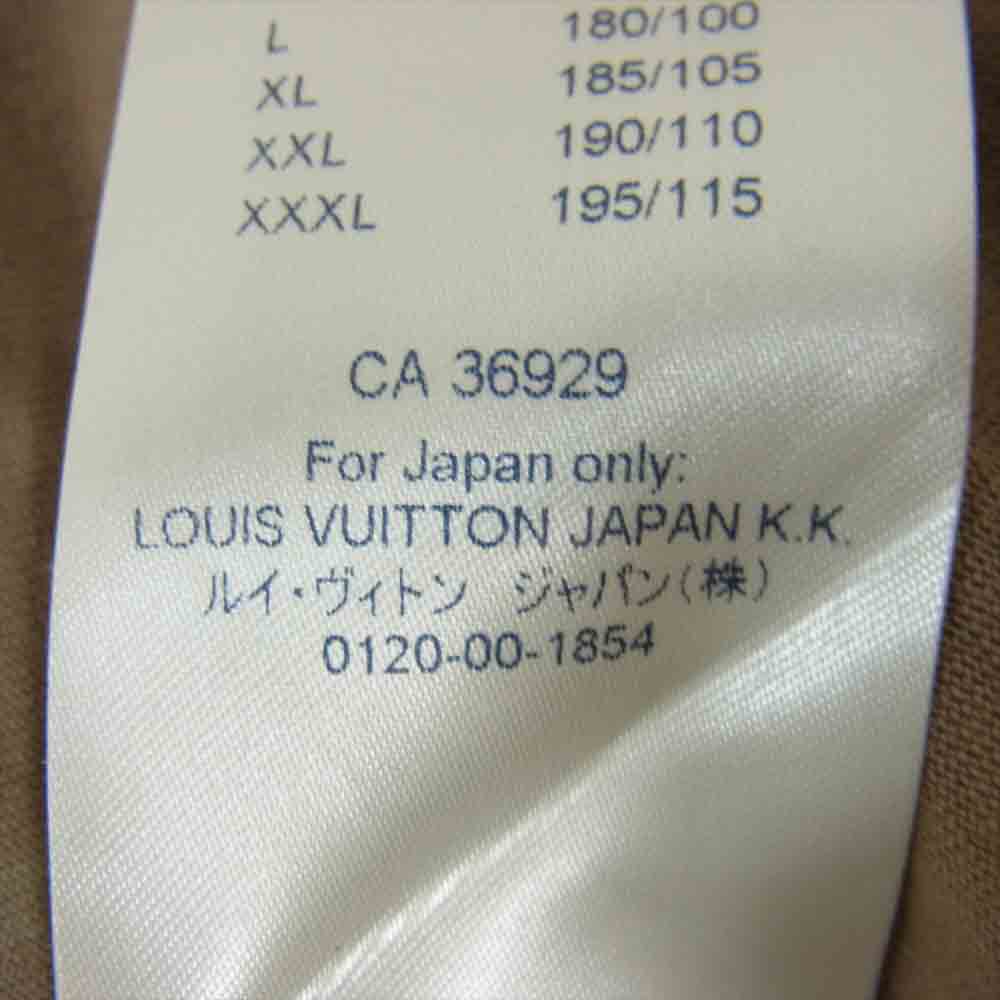 L 180/100
XL 185/105
XXL 190/110
XXXL 195/115
CA 36929
For Japan only:
LOUIS VUITTON JAPAN K.K.
ルイ・ヴィトン ジャパン(株)
0120-00-1854